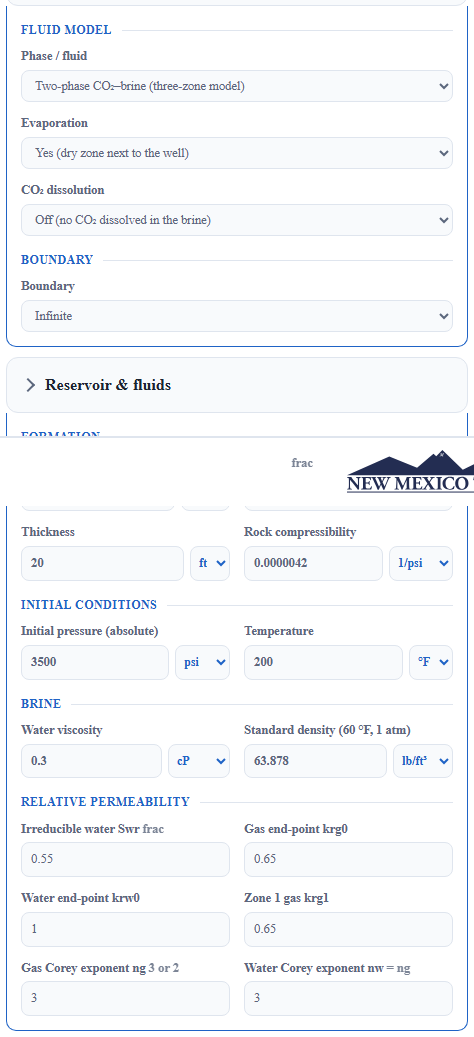 FLUID MODEL
Phase / fluid
Two-phase CO₂–brine (three-zone model)
Evaporation
Yes (dry zone next to the well)
CO₂ dissolution
Off (no CO₂ dissolved in the brine)
BOUNDARY
Boundary
Infinite
Reservoir & fluids
FORMATION
frac
NEW MEXICO
Thickness Rock compressibility
20 ft 0.0000042 1/psi
INITIAL CONDITIONS
Initial pressure (absolute) Temperature
3500 psi 200 °F
BRINE
Water viscosity Standard density (60 °F, 1 atm)
0.3 cP 63.878 lb/ft³
RELATIVE PERMEABILITY
Irreducible water Swr frac Gas end-point krg0
0.55 0.65
Water end-point krw0 Zone 1 gas krg1
1 0.65
Gas Corey exponent ng 3 or 2 Water Corey exponent nw = ng
3 3